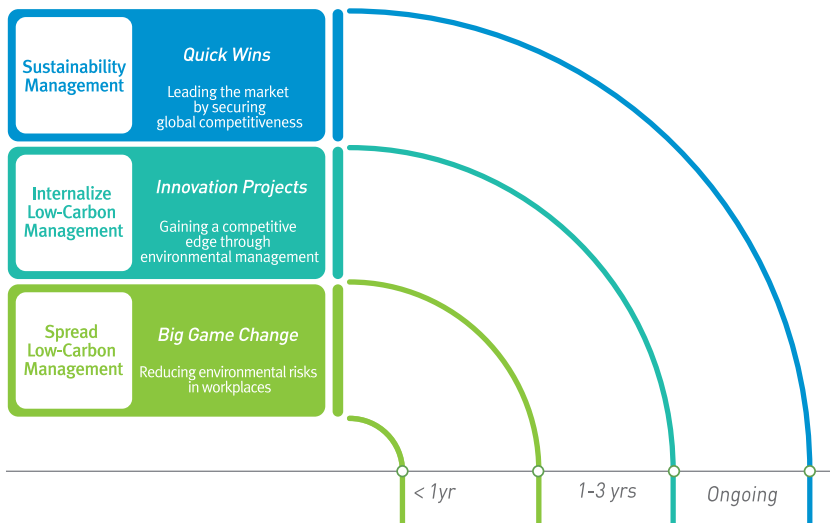 Sustainability
Management
Quick Wins
Leading the market
by securing
global competitiveness
Internalize
Low-Carbon
Management
Innovation Projects
Gaining a competitive
edge through
environmental management
Spread
Low-Carbon
Management
Big Game Change
Reducing environmental risks
in workplaces
< 1yr
1-3 yrs
Ongoing